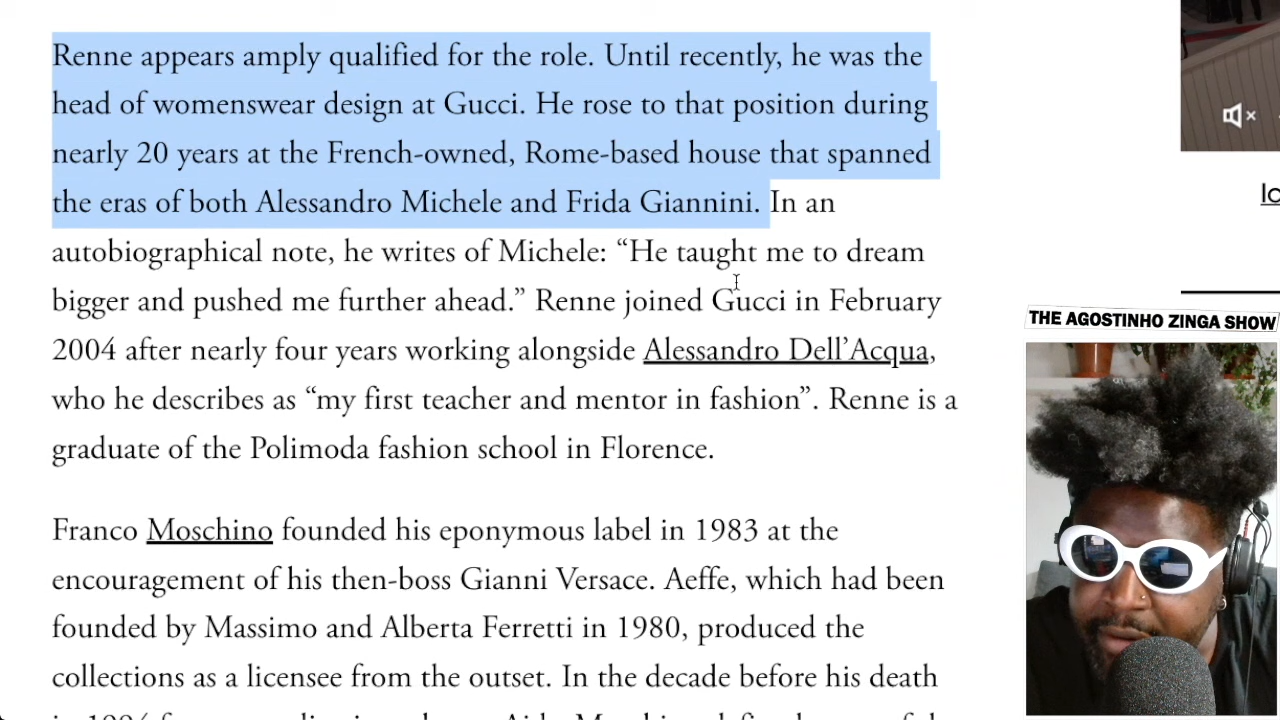 Renne appears amply qualified for the role. Until recently, he was the
head of womenswear design at Gucci. He rose to that position during
nearly 20 years at the French-owned, Rome-based house that spanned
the eras of both Alessandro Michele and Frida Giannini. In an
autobiographical note, he writes of Michele: “He taught me to dream
bigger and pushed me further ahead.” Renne joined Gucci in February
2004 after nearly four years working alongside Alessandro Dell’Acqua,
who he describes as “my first teacher and mentor in fashion”. Renne is a
graduate of the Polimoda fashion school in Florence.
Franco Moschino founded his eponymous label in 1983 at the
encouragement of his then-boss Gianni Versace. Aeffe, which had been
founded by Massimo and Alberta Ferretti in 1980, produced the
collections as a licensee from the outset. In the decade before his death
THE AGOSTINHO ZINGA SHOW